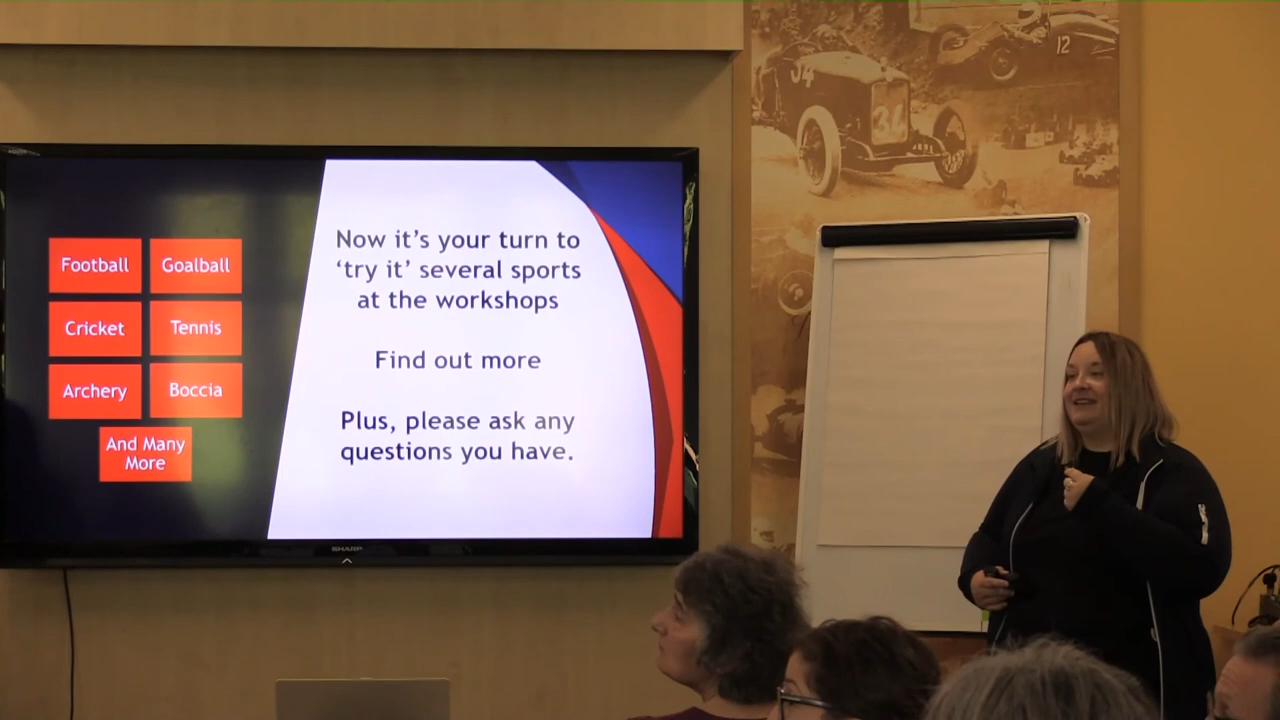 Football
Goalball
Cricket
Tennis
Archery
Boccia
And Many
More
Now it's your turn to
‘try it’ several sports
at the workshops
Find out more
Plus, please ask any
questions you have.
SHARP
34
34
12